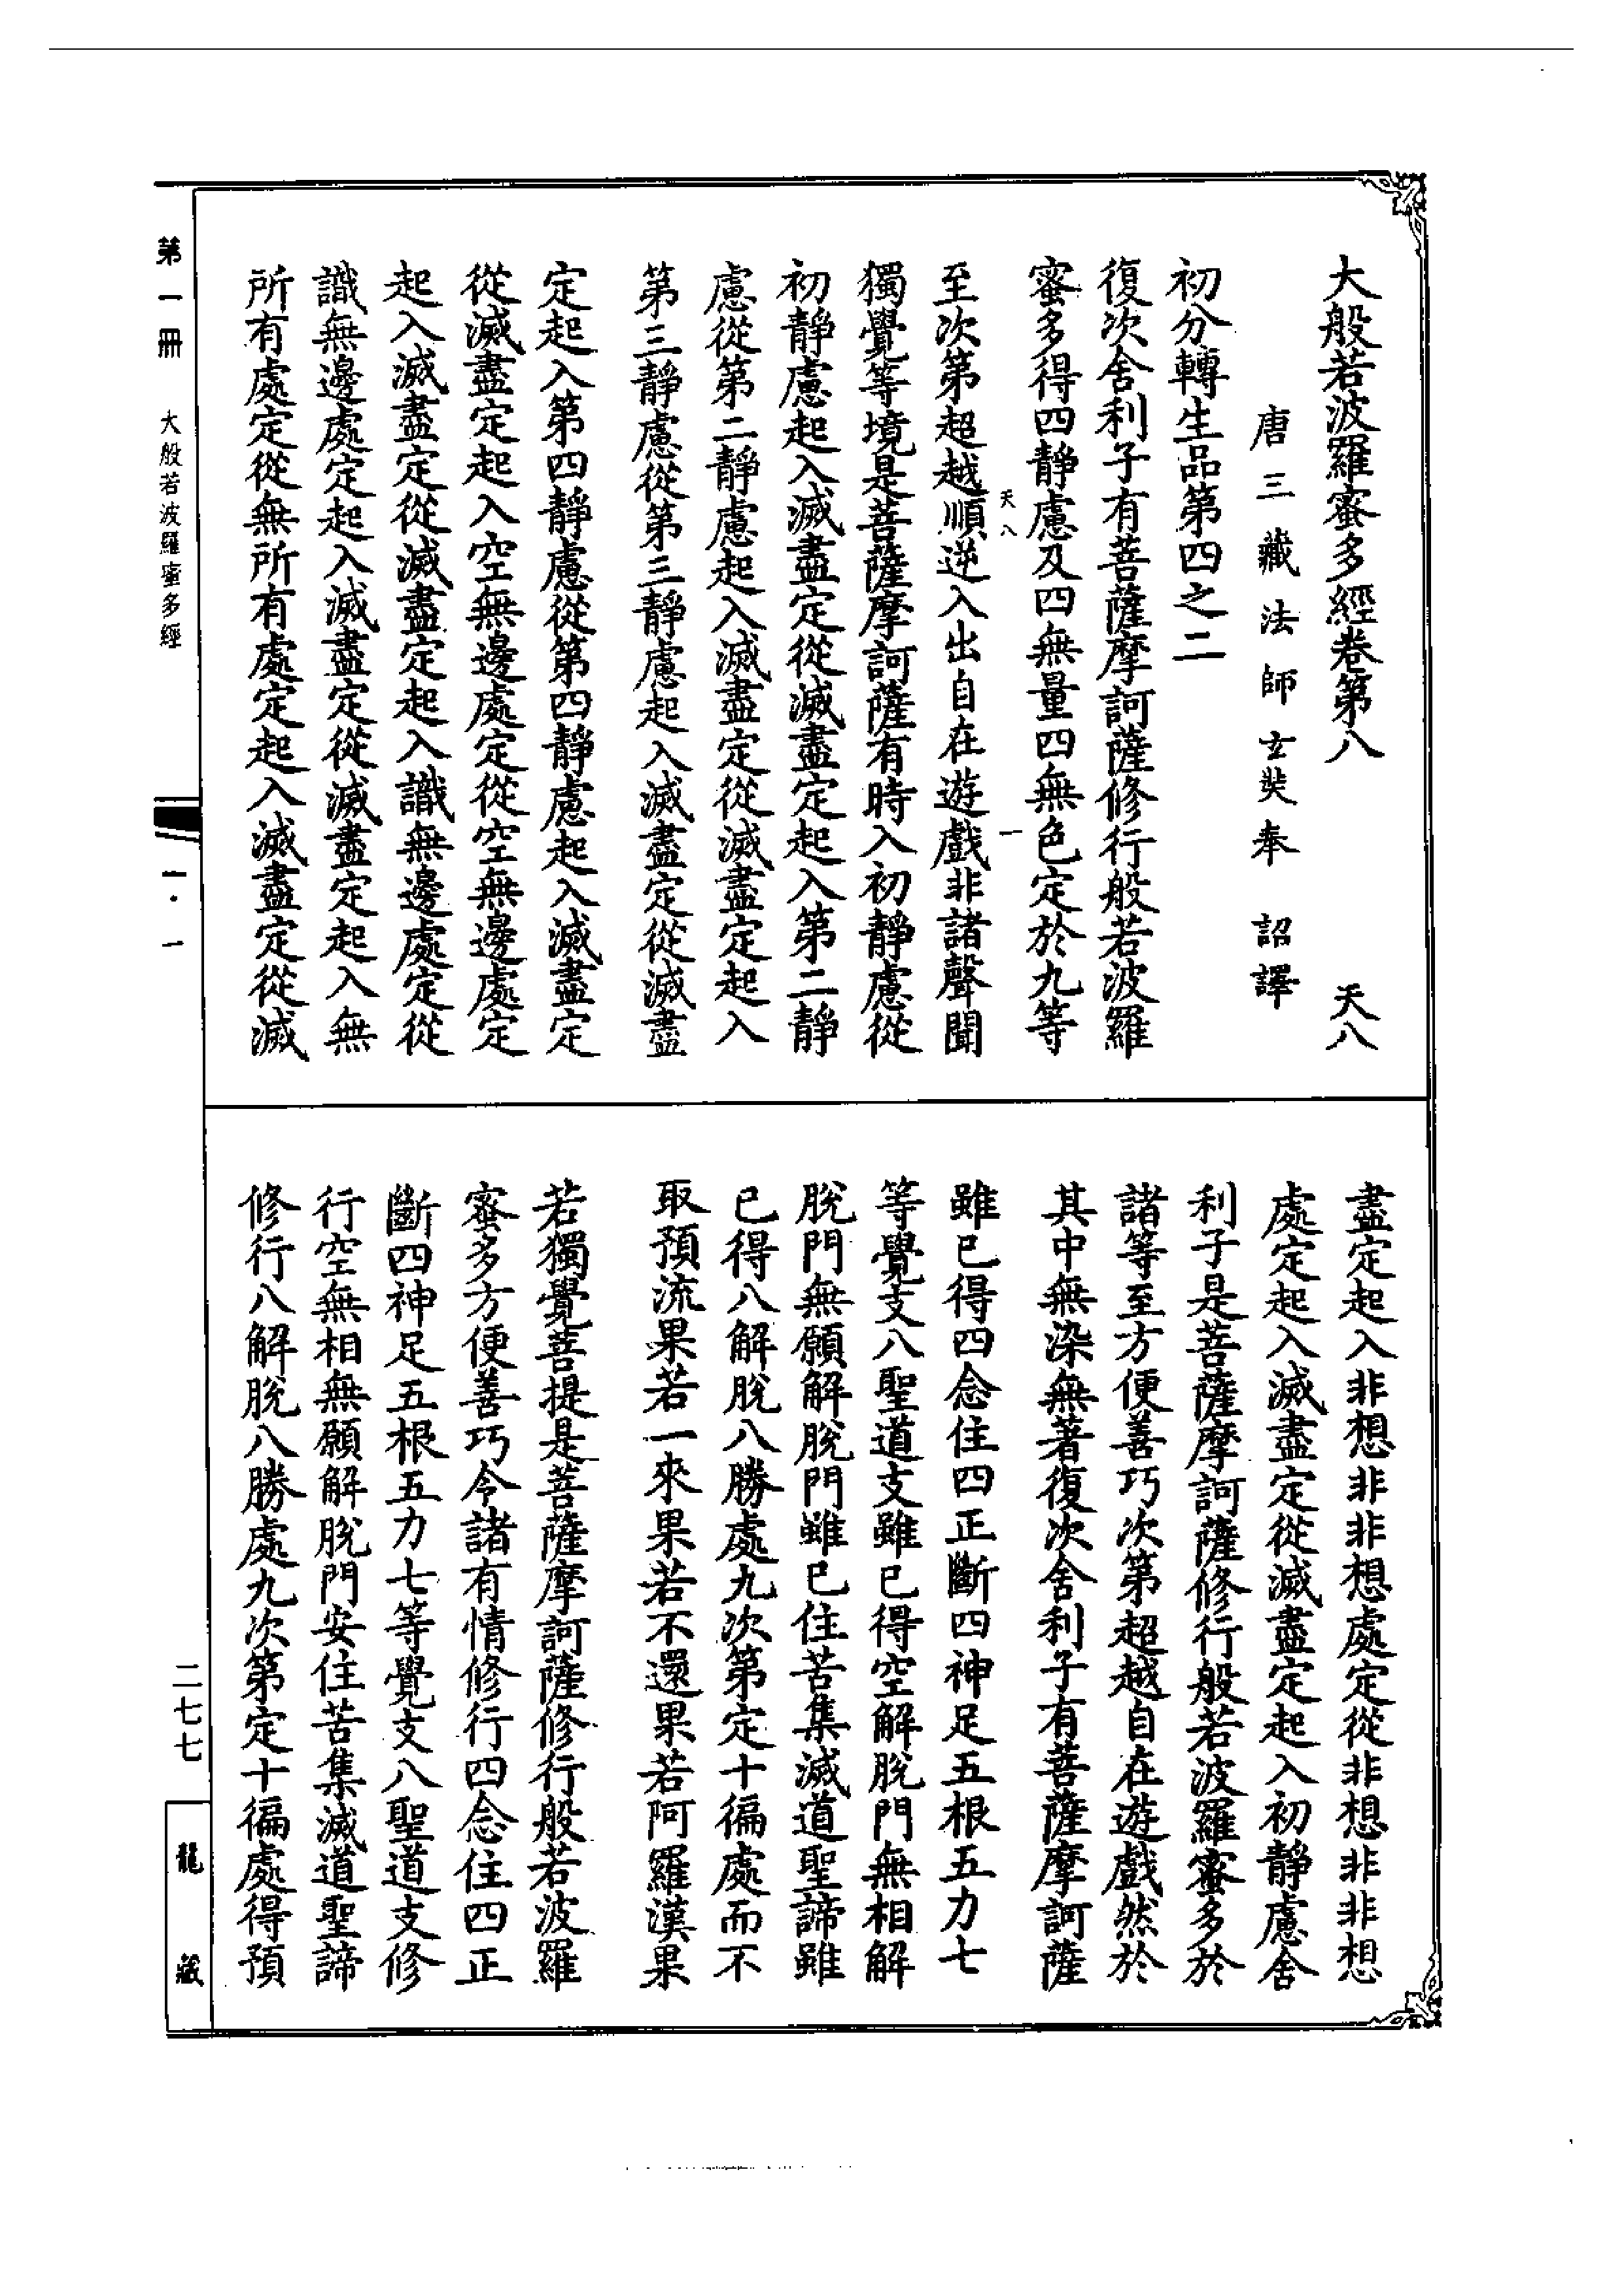 大般若波羅蜜多經卷第八　天八
唐三藏法師玄奘奉　詔譯
初分轉生品第四之二
復次舍利子有菩薩摩訶薩修行般若波羅
蜜多得四靜慮及四無量四無色定於九等
天八　一
至次第超越順逆入出自在遊戲非諸聲聞
獨覺等境是菩薩摩訶薩有時入初靜慮從
初靜慮起入滅盡定從滅盡定起入第二靜
慮從第二靜慮起入滅盡定從滅盡定起入
第三靜慮從第三靜慮起入滅盡定從滅盡
定起入第四靜慮從第四靜慮起入滅盡定
從滅盡定起入空無邊處定從空無邊處定
起入滅盡定從滅盡定起入識無邊處定從
識無邊處定起入滅盡定從滅盡定起入無
所有處定從無所有處定起入滅盡定從滅
盡定起入非想非非想處定從非想非非想
處定起入滅盡定從滅盡定起入初靜慮舍
利子是菩薩摩訶薩修行般若波羅蜜多於
諸等至方便善巧次第超越自在遊戲然於
其中無染無著復次舍利子有菩薩摩訶薩
雖已得四念住四正斷四神足五根五力七
等覺支八聖道支雖已得空解脫門無相解
脫門無願解脫門雖已住苦集滅道聖諦雖
已得八解脫八勝處九次第定十徧處而不
取預流果若一來果若不還果若阿羅漢果
若獨覺菩提是菩薩摩訶薩修行般若波羅
蜜多方便善巧令諸有情修行四念住四正
斷四神足五根五力七等覺支八聖道支修
行空無相無願解脫門安住苦集滅道聖諦
修行八解脫八勝處九次第定十徧處得預
第一冊　大般若波羅蜜多經
一·一
二七七
龍藏